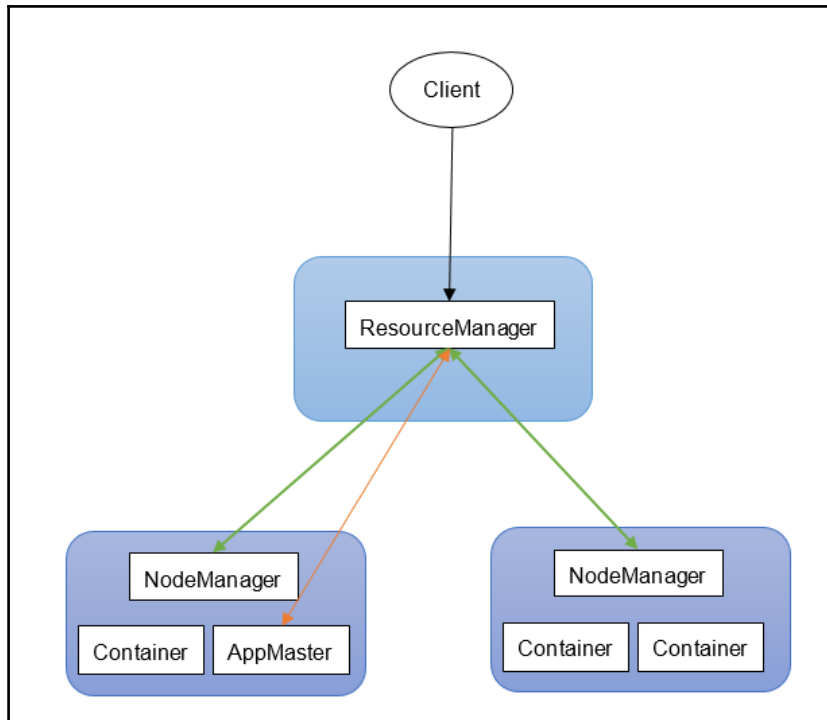 Client
ResourceManager
NodeManager
Container
AppMaster
NodeManager
Container
Container